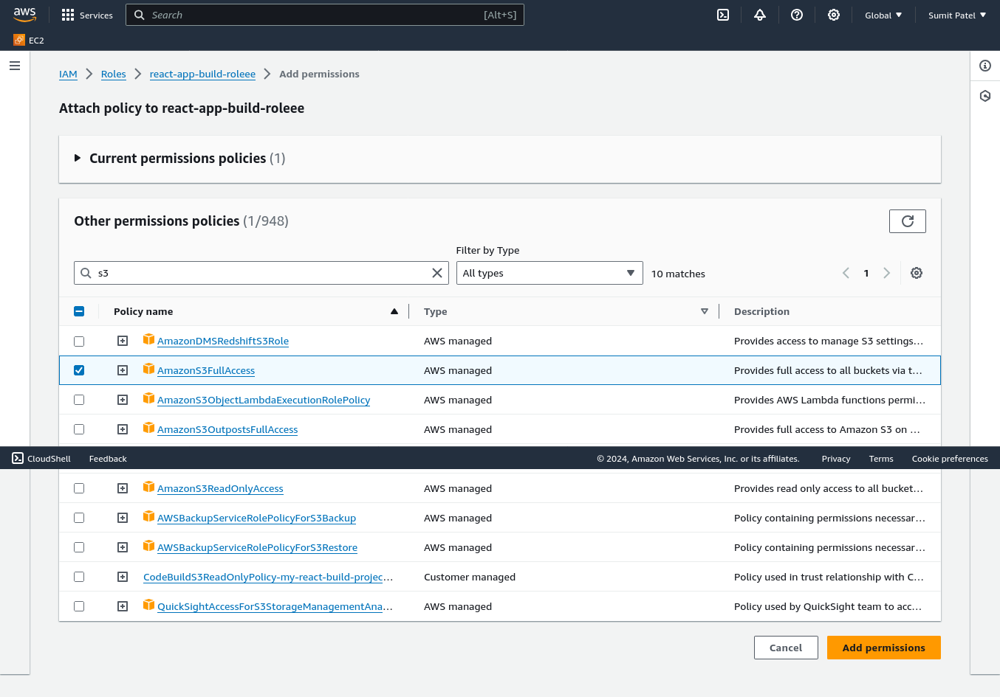 aws
Services
Search
[Alt+S]
Global
Sumit Patel
EC2
IAM
Roles
react-app-build-roleee
Add permissions
Attach policy to react-app-build-roleee
Current permissions policies (1)
Other permissions policies (1/948)
Filter by Type
s3
All types
10 matches
1
Policy name
Type
Description
AmazonDMSRedshiftS3Role
AWS managed
Provides access to manage S3 settings…
AmazonS3FullAccess
AWS managed
Provides full access to all buckets via t…
AmazonS3ObjectLambdaExecutionRolePolicy
AWS managed
Provides AWS Lambda functions permi…
AmazonS3OutpostsFullAccess
AWS managed
Provides full access to Amazon S3 on …
CloudShell
Feedback
© 2024, Amazon Web Services, Inc. or its affiliates.
Privacy
Terms
Cookie preferences
AmazonS3ReadOnlyAccess
AWS managed
Provides read only access to all bucket…
AWSBackupServiceRolePolicyForS3Backup
AWS managed
Policy containing permissions necessar…
AWSBackupServiceRolePolicyForS3Restore
AWS managed
Policy containing permissions necessar…
CodeBuildS3ReadOnlyPolicy-my-react-build-projec…
Customer managed
Policy used in trust relationship with C…
QuickSightAccessForS3StorageManagementAna…
AWS managed
Policy used by QuickSight team to acc…
Cancel
Add permissions